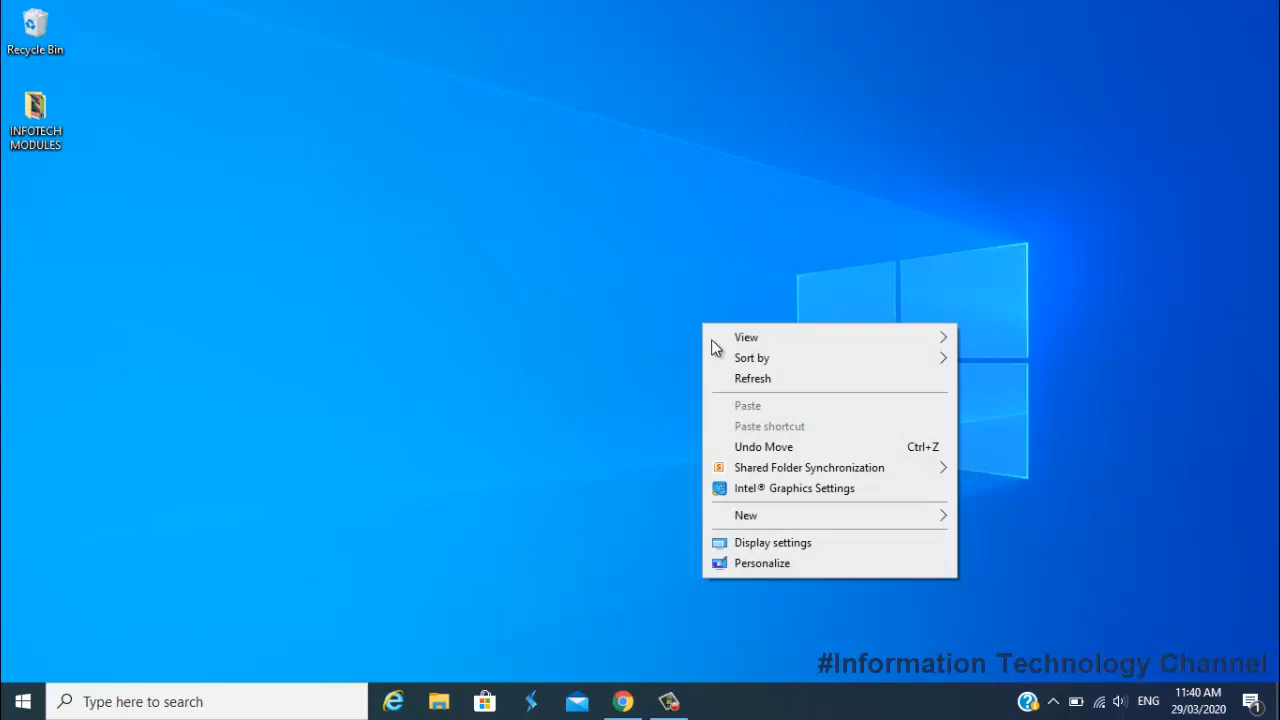 Recycle Bin
INFOTECH
MODULES
View
Sort by
Refresh
Paste
Paste shortcut
Undo Move Ctrl+Z
Shared Folder Synchronization
Intel® Graphics Settings
New
Display settings
Personalize
#Information Technology Channel
Type here to search
ENG
11:40 AM
29/03/2020
1